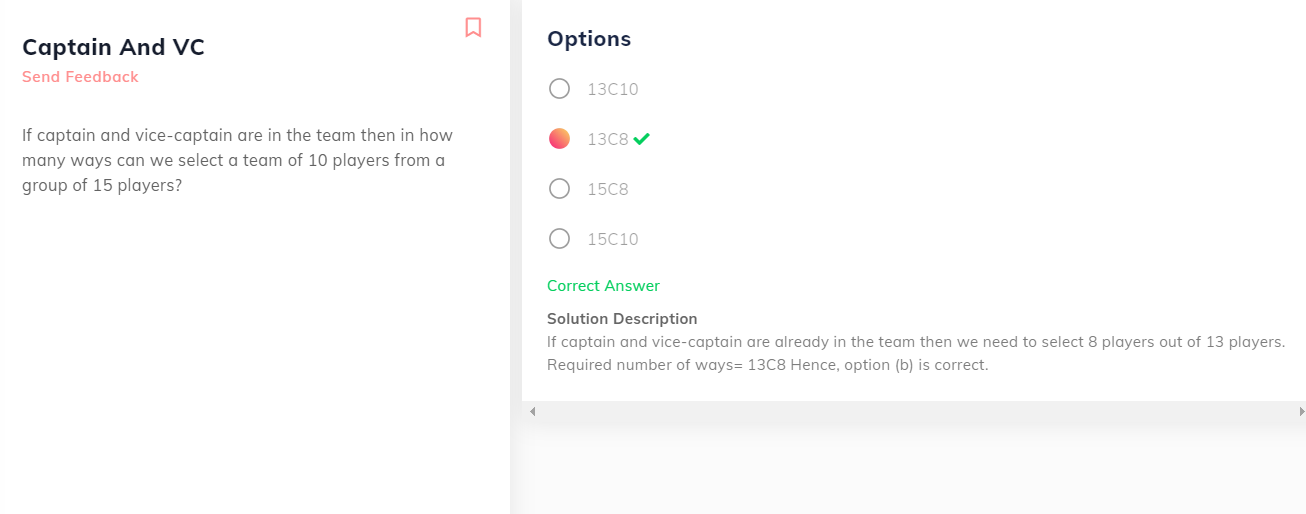 Captain And VC
Send Feedback
If captain and vice-captain are in the team then in how
many ways can we select a team of 10 players from a
group of 15 players?
Options
13C10
13C8
15C8
15C10
Correct Answer
Solution Description
If captain and vice-captain are already in the team then we need to select 8 players out of 13 players.
Required number of ways= 13C8 Hence, option (b) is correct.